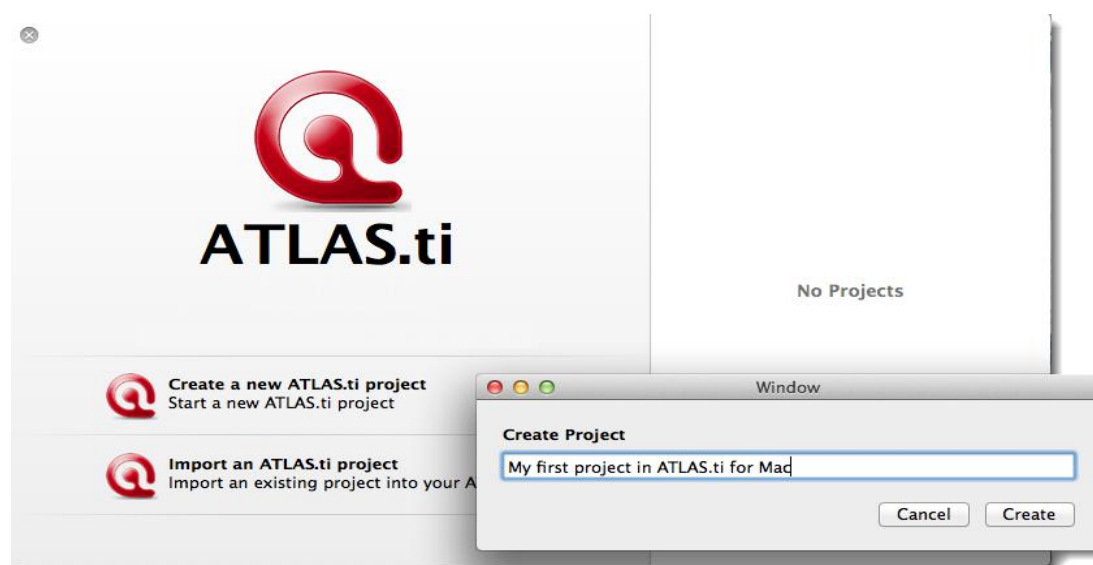 ATLAS.ti
No Projects
Create a new ATLAS.ti project
Start a new ATLAS.ti project
Import an ATLAS.ti project
Import an existing project into your A
Window
Create Project
My first project in ATLAS.ti for Mac
Cancel
Create